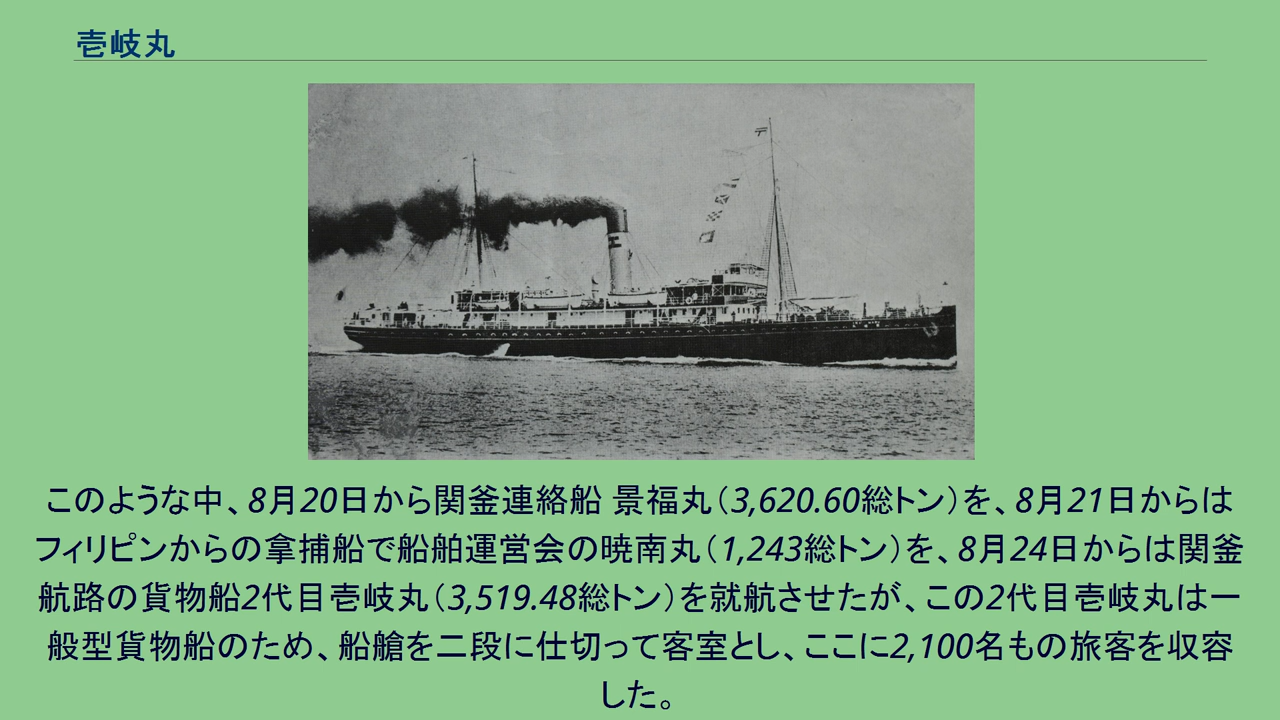 壱岐丸
このような中、8月20日から関釜連絡船 景福丸（3,620.60総トン）を、8月21日からは
フィリピンからの拿捕船で船舶運営会の暁南丸（1,243総トン）を、8月24日からは関釜
航路の貨物船2代目壱岐丸（3,519.48総トン）を就航させたが、この2代目壱岐丸は一
般型貨物船のため、船艙を二段に仕切って客室とし、ここに2,100名もの旅客を収容
した。